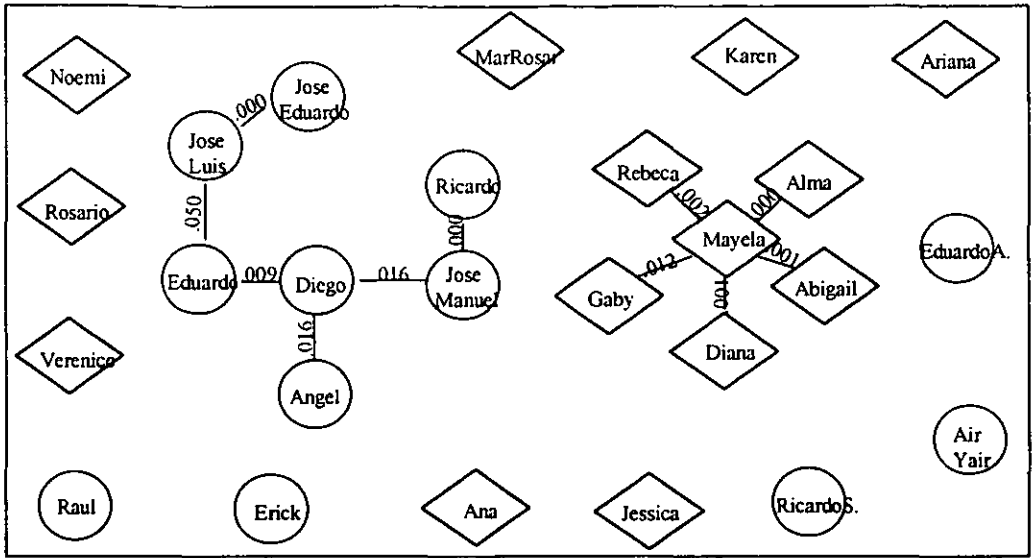 Noemi
MarRosar
Karen
Ariana
Jose
Eduardo
.000
Jose
Luis
Rosario
.050
Ricardo
.000
Rebeca
.002
Alma
.000
Mayela
.001
Abigail
.012
Gaby
.001
Diana
EduardoA.
Eduardo
.009
Diego
.016
Jose
Manuel
.016
Angel
Verenico
Air
Yair
Raul
Erick
Ana
Jessica
RicardoS.